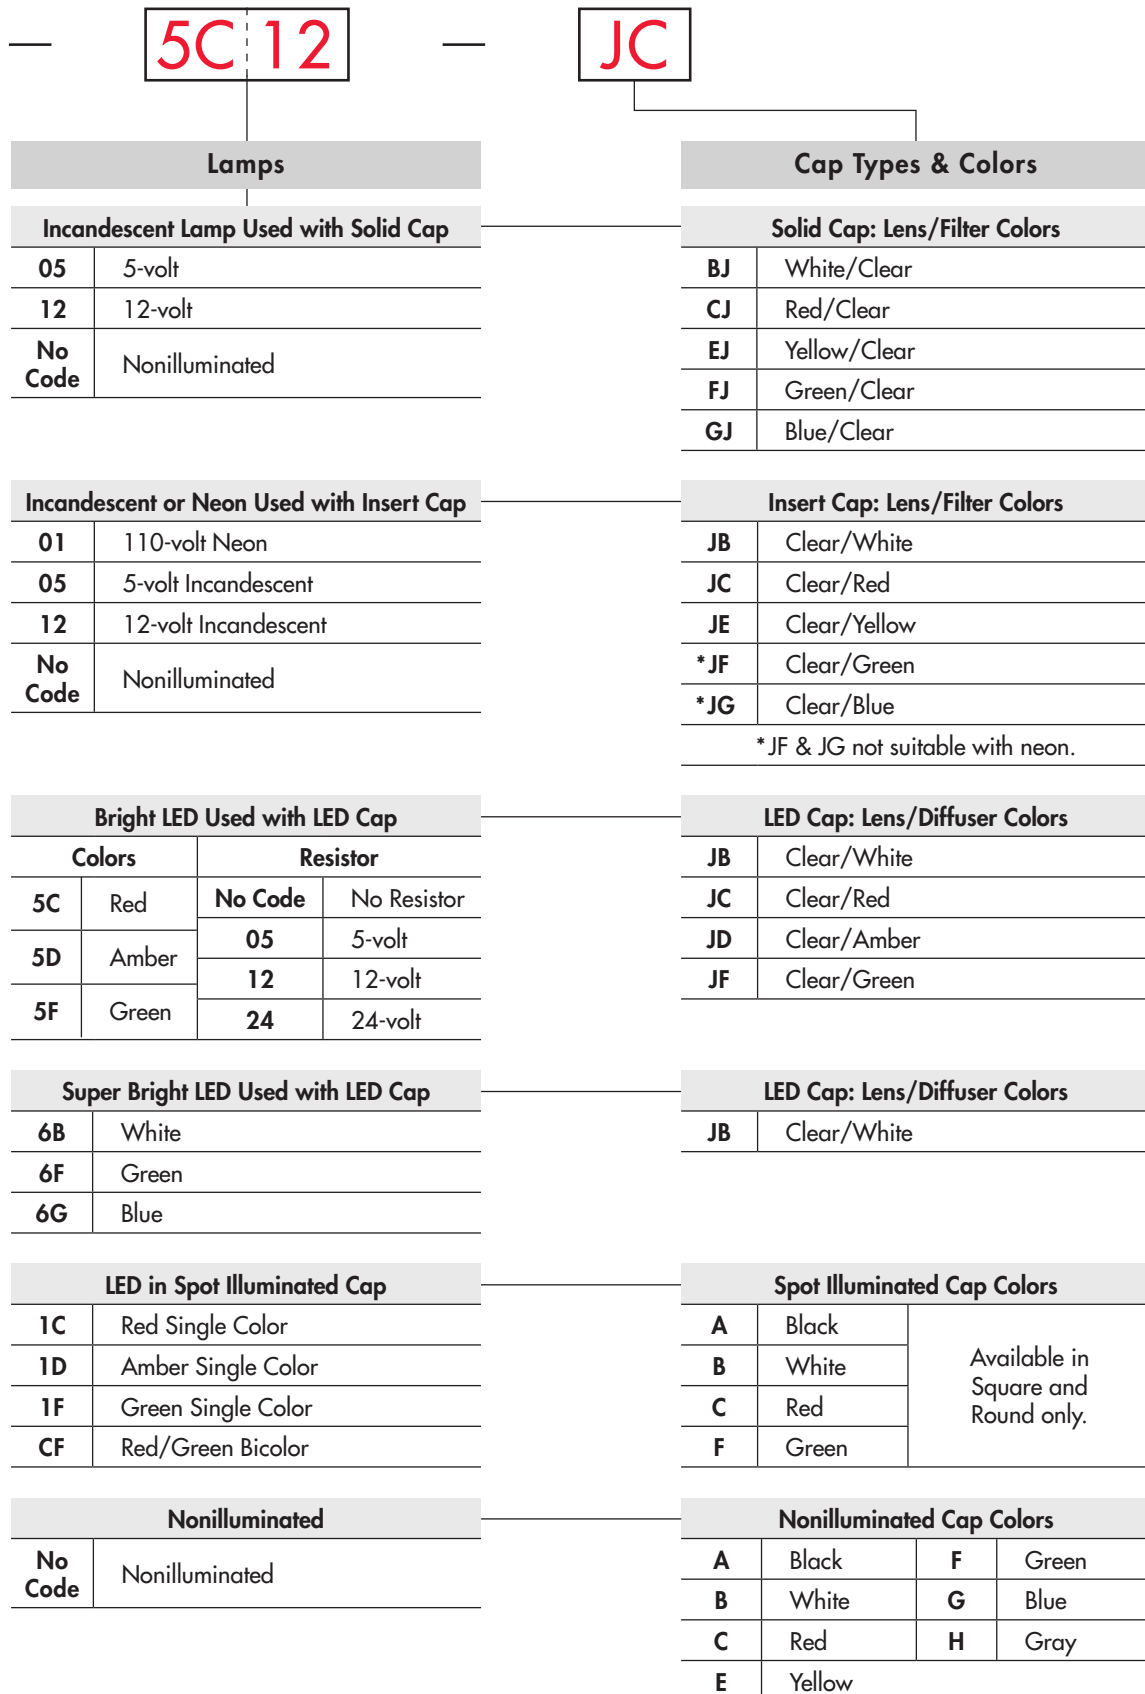 — 5C 12 — JC
Lamps
Incandescent Lamp Used with Solid Cap
05 5-volt
12 12-volt
No Code Nonilluminated
Cap Types & Colors
Solid Cap: Lens/Filter Colors
BJ White/Clear
CJ Red/Clear
EJ Yellow/Clear
FJ Green/Clear
GJ Blue/Clear
Incandescent or Neon Used with Insert Cap
01 110-volt Neon
05 5-volt Incandescent
12 12-volt Incandescent
No Code Nonilluminated
Insert Cap: Lens/Filter Colors
JB Clear/White
JC Clear/Red
JE Clear/Yellow
*JF Clear/Green
*JG Clear/Blue
*JF & JG not suitable with neon.
Bright LED Used with LED Cap
Colors Resistor
5C Red
5D Amber
5F Green
No Code No Resistor
05 5-volt
12 12-volt
24 24-volt
LED Cap: Lens/Diffuser Colors
JB Clear/White
JC Clear/Red
JD Clear/Amber
JF Clear/Green
Super Bright LED Used with LED Cap
6B White
6F Green
6G Blue
LED Cap: Lens/Diffuser Colors
JB Clear/White
LED in Spot Illuminated Cap
1C Red Single Color
1D Amber Single Color
1F Green Single Color
CF Red/Green Bicolor
Spot Illuminated Cap Colors
A Black
B White
C Red
F Green
Available in
Square and
Round only.
Nonilluminated
No Code Nonilluminated
Nonilluminated Cap Colors
A Black F Green
B White G Blue
C Red H Gray
E Yellow